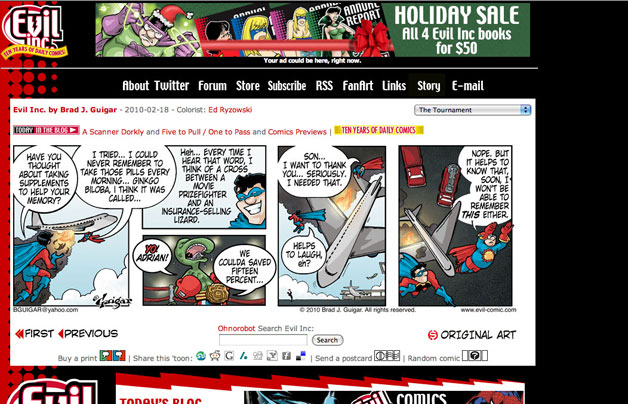 EVIL
INC
TEN YEARS OF DAILY COMICS
ANNUAL
ANNUAL
ANNUAL
REPORT
HOLIDAY SALE
All 4 Evil Inc books
for $50
Your ad could be here, right now.
About Twitter Forum Store Subscribe RSS FanArt Links Story E-mail
Evil Inc. by Brad J. Guigar - 2010-02-18 - Colorist: Ed Ryzowski
The Tournament
TODAY IN THE BLOG A Scanner Dorkly and Five to Pull / One to Pass and Comics Previews | TEN YEARS OF DAILY COMICS
HAVE YOU
THOUGHT
ABOUT TAKING
SUPPLEMENTS
TO HELP YOUR
MEMORY?
I TRIED... I COULD
NEVER REMEMBER TO
TAKE THOSE PILLS EVERY
MORNING... GINKGO
BILOBA, I THINK IT WAS
CALLED...
Heh... EVERY TIME I
HEAR THAT WORD, I
THINK OF A CROSS
BETWEEN A
MOVIE
PRIZEFIGHTER
AND AN
INSURANCE-SELLING
LIZARD.
YO!
ADRIAN!
WE
COULDA SAVED
FIFTEEN
PERCENT...
SON...
I WANT TO THANK
YOU... SERIOUSLY.
I NEEDED THAT.
HELPS
TO LAUGH,
eh?
NOPE. BUT
IT HELPS TO
KNOW THAT,
SOON, I
WON'T BE
ABLE TO
REMEMBER
THIS EITHER.
Guigar
BGUIGAR@yahoo.com
© 2010 Brad J. Guigar. All rights reserved.
www.evil-comic.com
FIRST PREVIOUS
Ohnorobot Search Evil Inc:
Search
ORIGINAL ART
Buy a print | Share this 'toon: | Send a postcard | Random comic
EVIL
TODAY'S BLOG
COMICS